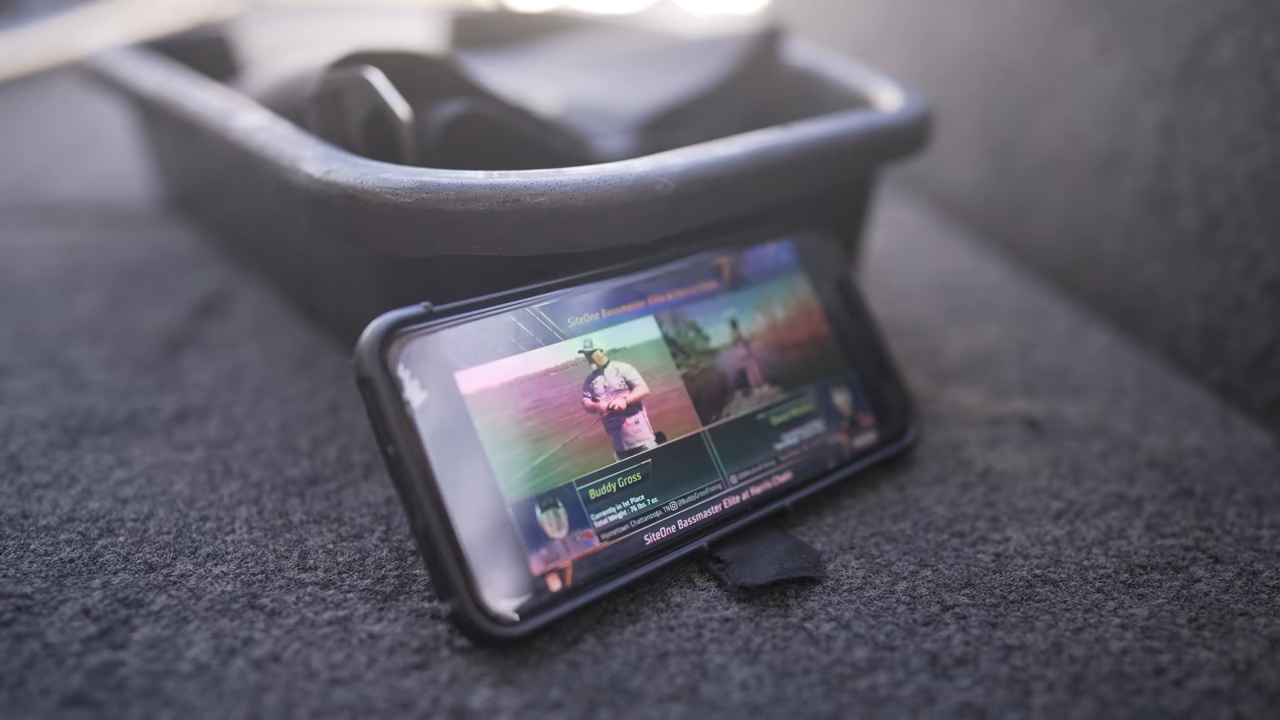 SiteOne Bassmaster Elite at Harris Chain
Buddy Gross
Currently in 1st Place
Total Weight: 76 lbs. 7 oz.
Hometown: Chattanooga, TN @BuddyGrossFishing
SiteOne Bassmaster Elite at Harris Chain